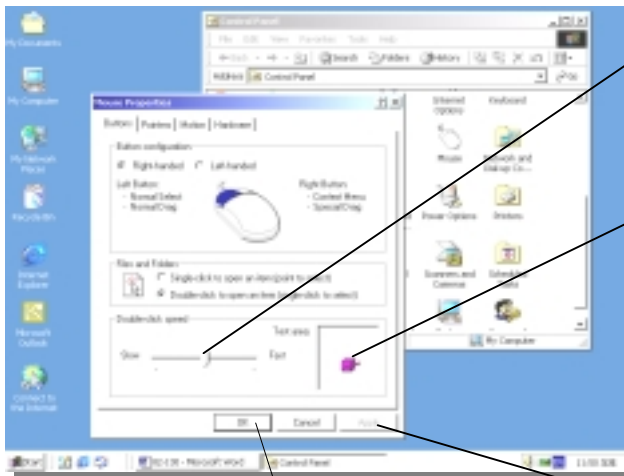 Control Panel
File Edit View Favorites Tools Help
Back Search Folders History
Address Control Panel Go
My Documents
My Computer
My Network Places
Recycle Bin
Internet Explorer
Microsoft Outlook
Connect to the Internet
Mouse Properties
Buttons Pointers Motion Hardware
Button configuration
Right-handed Left-handed
Left Button:
- Normal Select
- Normal Drag
Right Button:
- Context Menu
- Special Drag
Files and Folders
Single-click to open an item (point to select)
Double-click to open an item (single-click to select)
Double-click speed
Test area:
Slow Fast
OK Cancel Apply
Internet Options
Keyboard
Mouse
Network and Dial-up Co...
Power Options
Printers
Scanners and Cameras
Scheduled Tasks
My Computer
Start
Microsoft Word
Control Panel